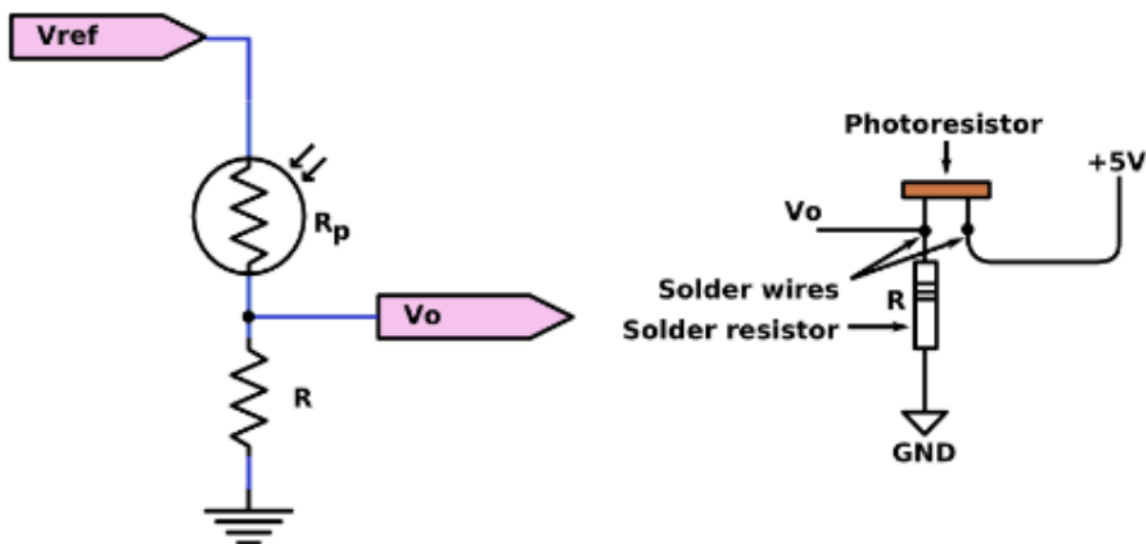 Vref
Rp
Vo
R
Photoresistor
+5V
Vo
Solder wires
R
Solder resistor
GND